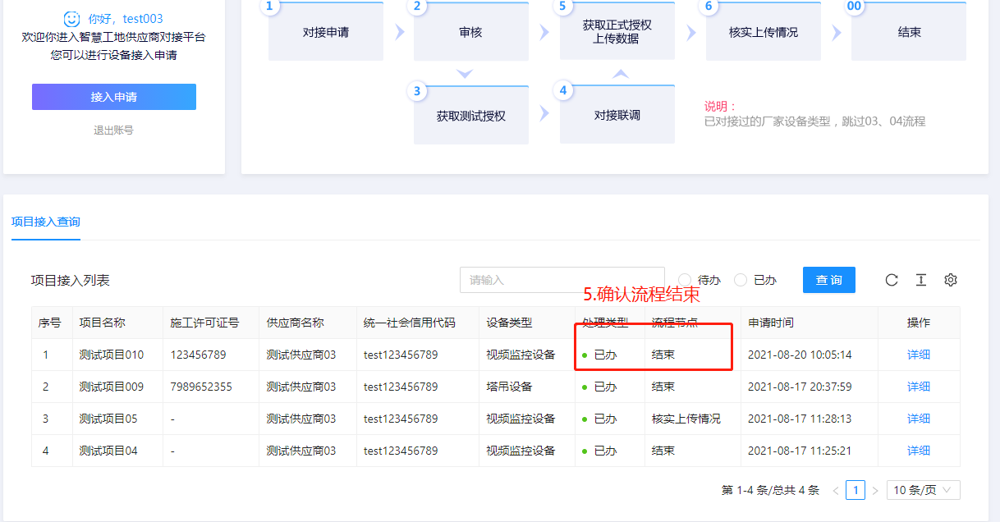 你好，test003
欢迎你进入智慧工地供应商对接平台
您可以进行设备接入申请
接入申请
退出账号
1
对接申请
2
审核
5
获取正式授权
上传数据
6
核实上传情况
00
结束
3
获取测试授权
4
对接联调
说明：
已对接过的厂家设备类型，跳过03、04流程
项目接入查询
项目接入列表
请输入
待办
已办
查 询
5.确认流程结束
序号 项目名称 施工许可证号 供应商名称 统一社会信用代码 设备类型 处理类型 流程节点 申请时间 操作
1 测试项目010 123456789 测试供应商03 test123456789 视频监控设备 已办 结束 2021-08-20 10:05:14 详细
2 测试项目009 7989652355 测试供应商03 test123456789 塔吊设备 已办 结束 2021-08-17 20:37:59 详细
3 测试项目05 - 测试供应商03 test123456789 视频监控设备 已办 核实上传情况 2021-08-17 11:28:13 详细
4 测试项目04 - 测试供应商03 test123456789 视频监控设备 已办 结束 2021-08-17 11:25:21 详细
第 1-4 条/总共 4 条 < 1 > 10 条/页